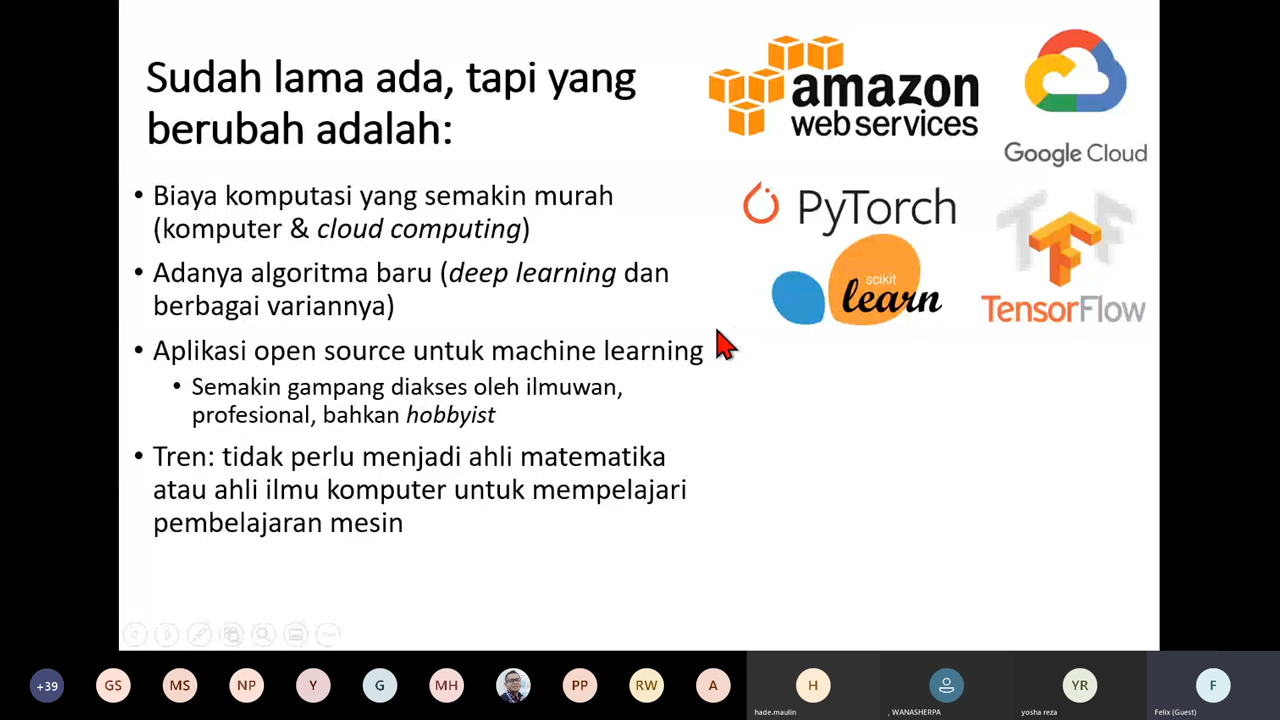 Sudah lama ada, tapi yang
berubah adalah:
• Biaya komputasi yang semakin murah
(komputer & cloud computing)
• Adanya algoritma baru (deep learning dan
berbagai variannya)
• Aplikasi open source untuk machine learning
• Semakin gampang diakses oleh ilmuwan,
profesional, bahkan hobbyist
• Tren: tidak perlu menjadi ahli matematika
atau ahli ilmu komputer untuk mempelajari
pembelajaran mesin
amazon
web services
Google Cloud
PyTorch
TF
scikit
learn
TensorFlow
+39
GS
MS
NP
Y
G
MH
PP
RW
A
H
YR
F
hade.maulin
, WANASHERPA
yosha reza
Felix (Guest)